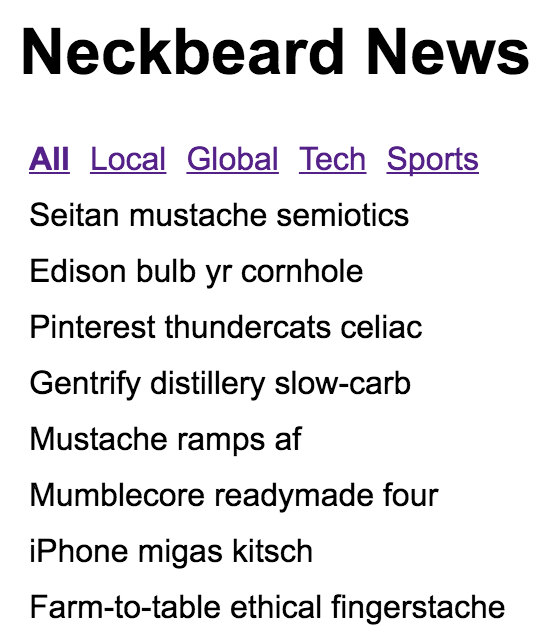 Neckbeard News
All Local Global Tech Sports
Seitan mustache semiotics
Edison bulb yr cornhole
Pinterest thundercats celiac
Gentrify distillery slow-carb
Mustache ramps af
Mumblecore readymade four
iPhone migas kitsch
Farm-to-table ethical fingerstache